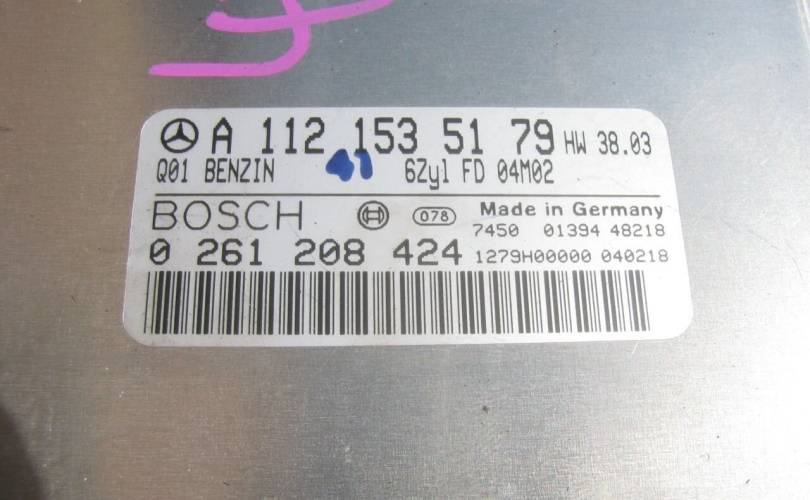 A 112 153 51 79 HW 38.03
Q01 BENZIN 6Zyl FD 04M02
BOSCH 078 Made in Germany
7450 01394 48218
0 261 208 424 1279H00000 040218